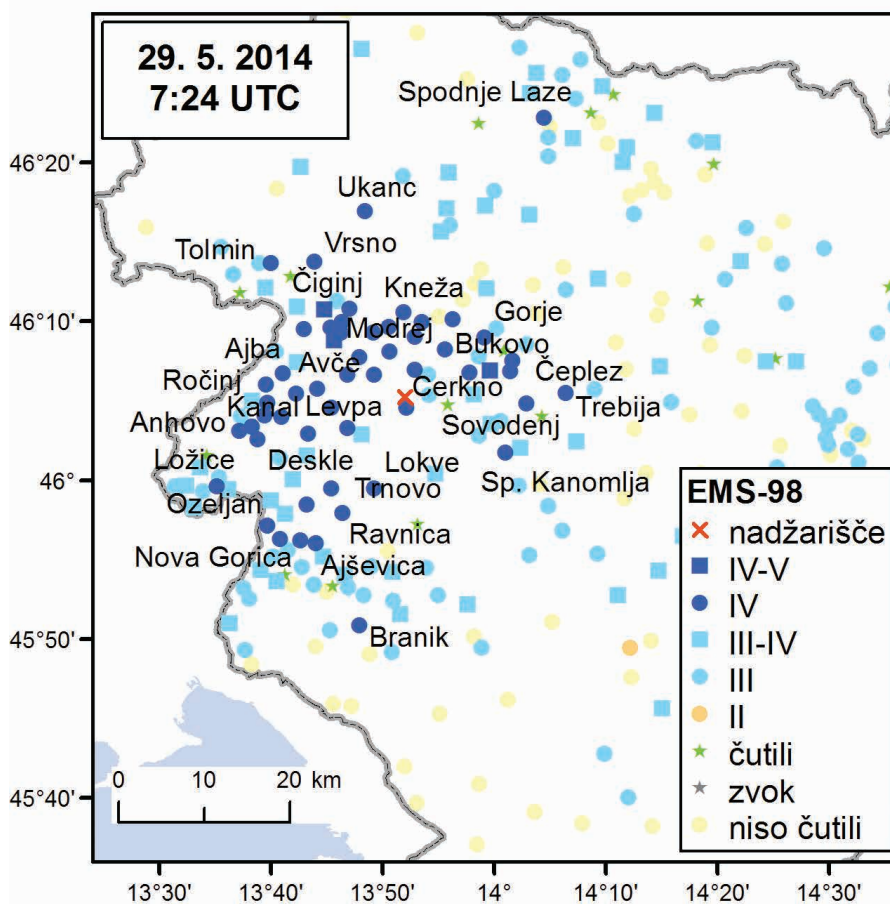 29. 5. 2014
7:24 UTC
Spodnje Laze
46°20'
Ukanc
Tolmin
Vrsno
Čiginj
Kneža
46°10'
Modrej
Gorje
Ajba
Avče
Bukovo
Ročinj
Cerkno
Čeplez
Anhovo
Kanal
Levpa
Trebija
Sovodenj
Ložice
Deskle
Lokve
46°
Sp. Kanomlja
Ozeljan
Trnovo
Ravnica
Nova Gorica
Ajševica
45°50'
Branik
0 10 20 km
45°40'
EMS-98
nadžarišče
IV-V
IV
III-IV
III
II
čutili
zvok
niso čutili
13°30' 13°40' 13°50' 14° 14°10' 14°20' 14°30'